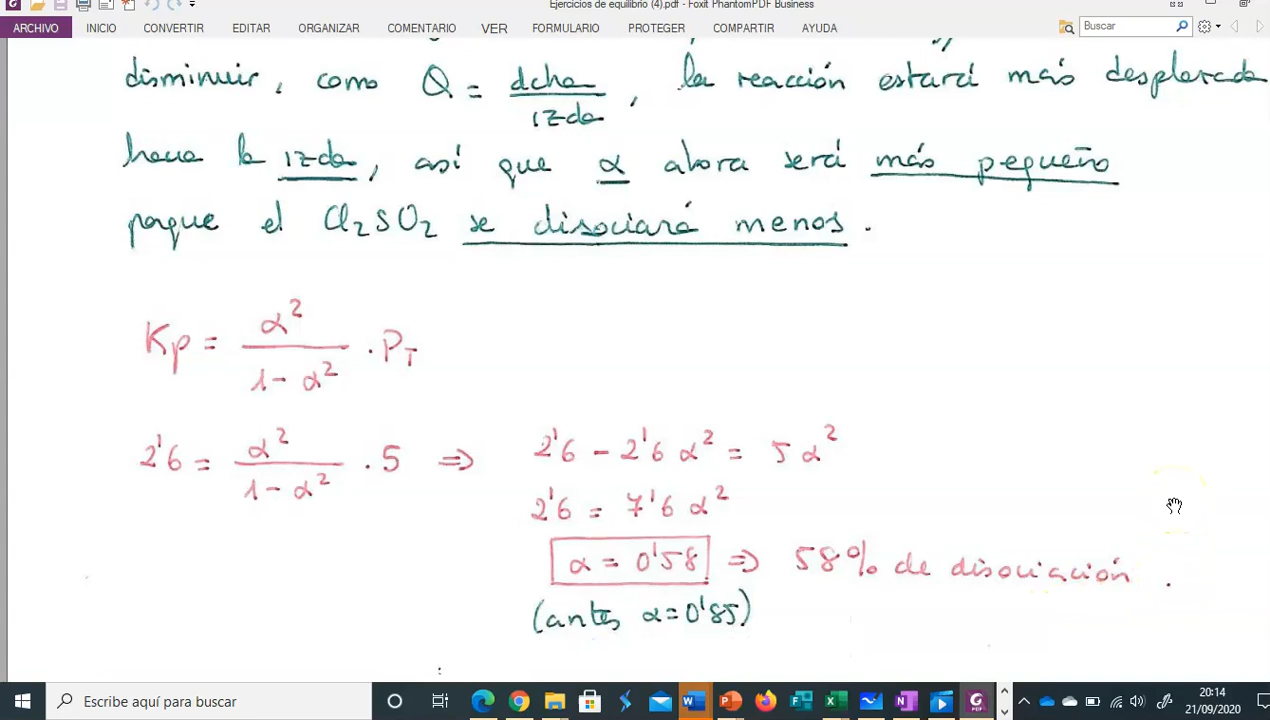 Ejercicios de equilibrio (4).pdf - Foxit PhantomPDF Business
ARCHIVO INICIO CONVERTIR EDITAR ORGANIZAR COMENTARIO VER FORMULARIO PROTEGER COMPARTIR AYUDA Buscar
disminuir, como Q = dcha / izda, la reacción estará más desplazada
hacia la izda, así que α ahora será más pequeño
porque el Cl₂SO₂ se disociará menos.
Kp = α² / 1 - α² · P_T
2'6 = α² / 1 - α² · 5 ⇒ 2'6 - 2'6 α² = 5 α²
2'6 = 7'6 α²
α = 0'58 ⇒ 58% de disociación.
(antes α = 0'85)
Escribe aquí para buscar
20:14
21/09/2020